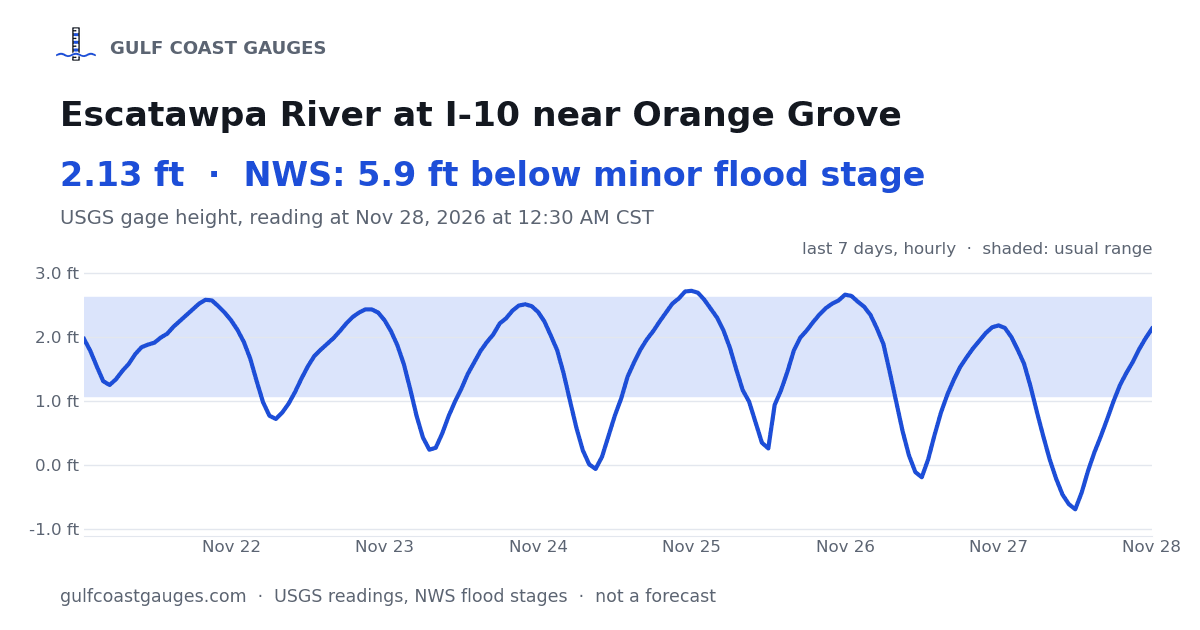 GULF COAST GAUGES
Escatawpa River at I-10 near Orange Grove
2.13 ft · NWS: 5.9 ft below minor flood stage
USGS gage height, reading at Nov 28, 2026 at 12:30 AM CST
last 7 days, hourly · shaded: usual range
3.0 ft
2.0 ft
1.0 ft
0.0 ft
-1.0 ft
Nov 22 Nov 23 Nov 24 Nov 25 Nov 26 Nov 27 Nov 28
gulfcoastgauges.com · USGS readings, NWS flood stages · not a forecast